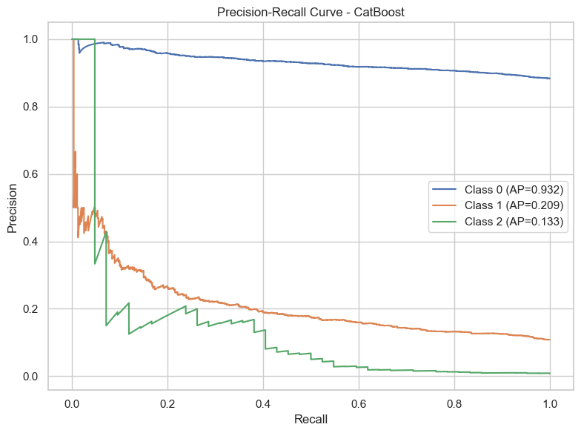 Precision-Recall Curve - CatBoost
1.0
0.8
0.6
0.4
0.2
0.0
Precision
Class 0 (AP=0.932)
Class 1 (AP=0.209)
Class 2 (AP=0.133)
0.0 0.2 0.4 0.6 0.8 1.0
Recall